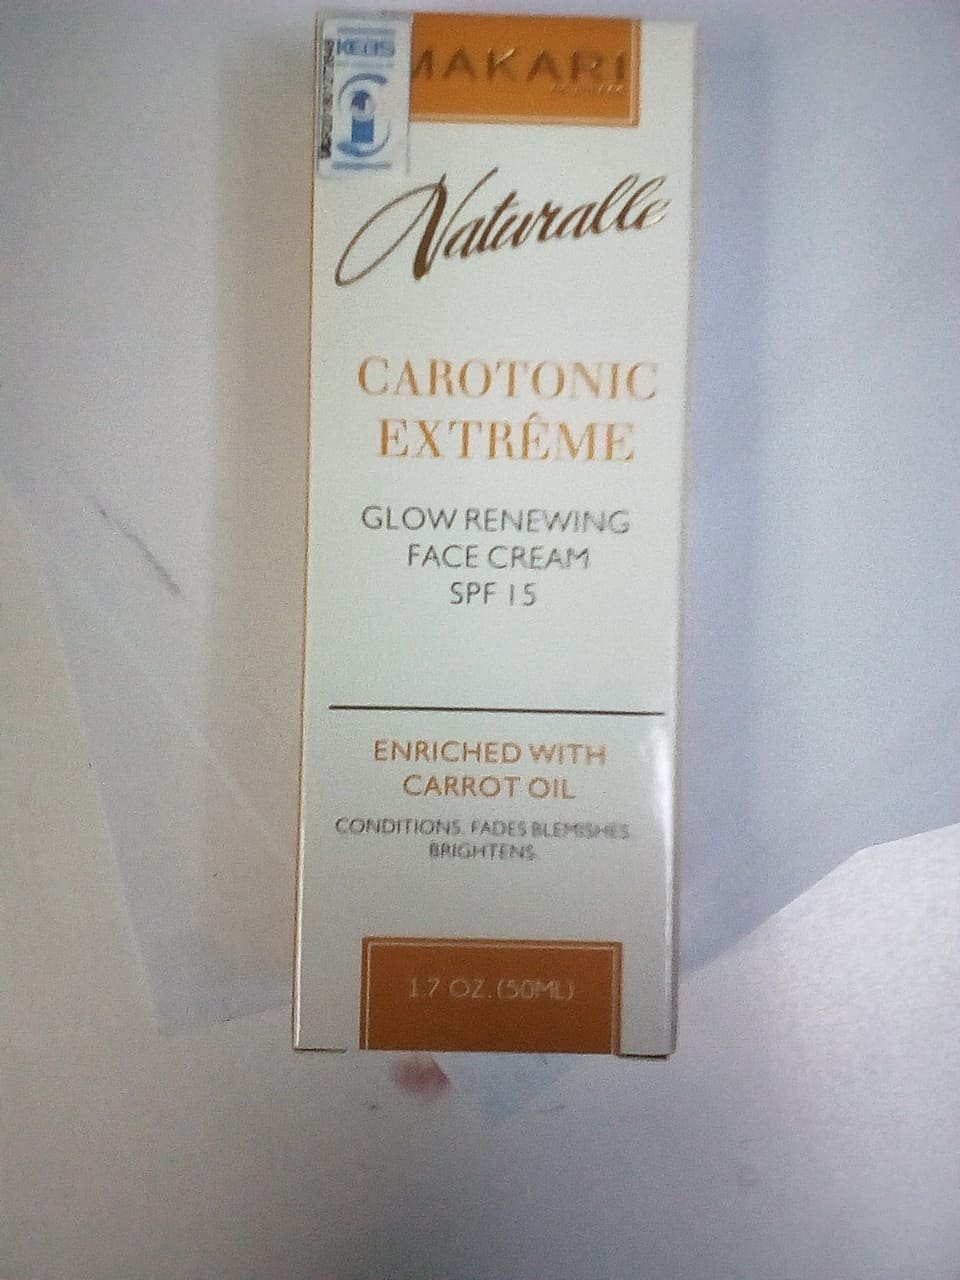 KEBS
MAKARI
Naturalle
CAROTONIC
EXTRÊME
GLOW RENEWING
FACE CREAM
SPF 15
ENRICHED WITH
CARROT OIL
CONDITIONS. FADES BLEMISHES.
BRIGHTENS.
1.7 OZ. (50ML)